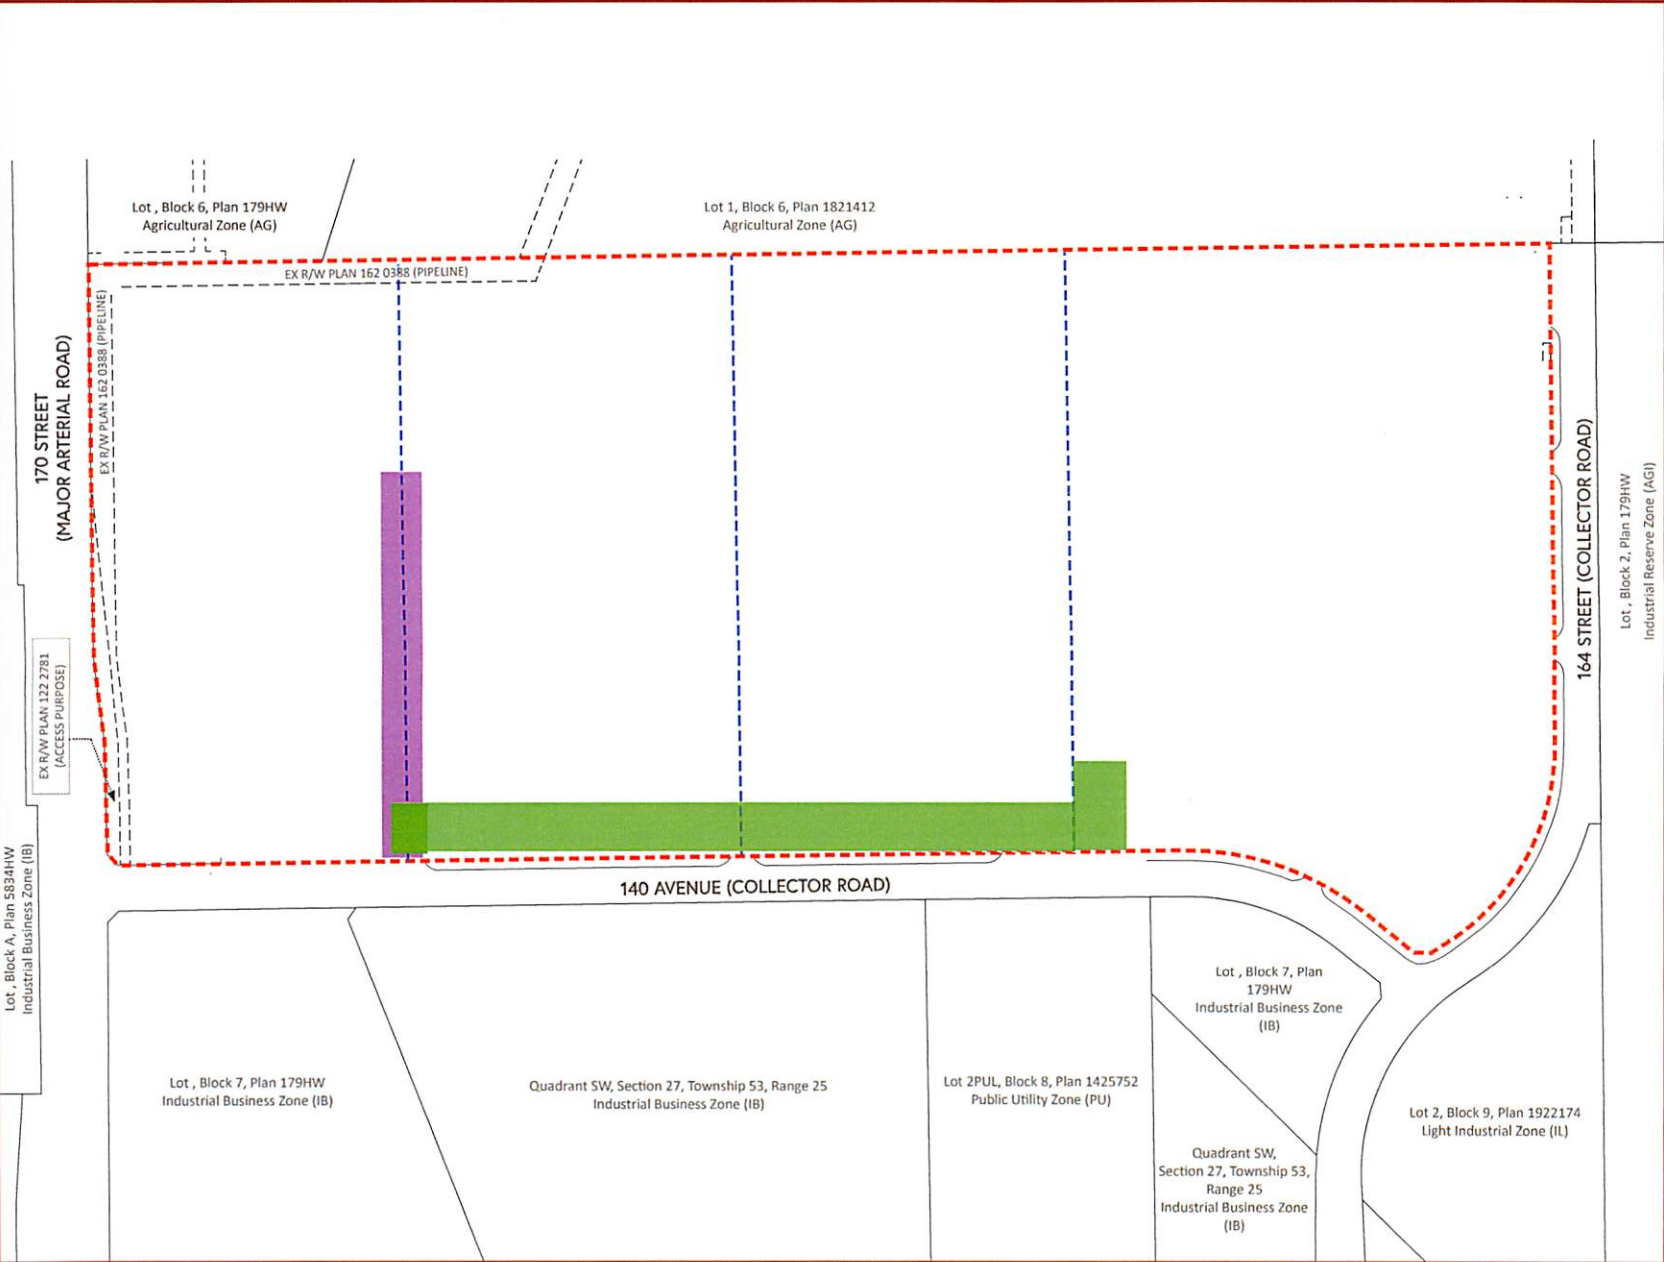 Lot , Block 6, Plan 179HW
Agricultural Zone (AG)
Lot 1, Block 6, Plan 1821412
Agricultural Zone (AG)
EX R/W PLAN 162 0388 (PIPELINE)
EX R/W PLAN 162 0388 (PIPELINE)
170 STREET
(MAJOR ARTERIAL ROAD)
EX R/W PLAN 122 2781
(ACCESS PURPOSE)
164 STREET (COLLECTOR ROAD)
Lot , Block 2, Plan 179HW
Industrial Reserve Zone (AGI)
Lot , Block A, Plan 5834HW
Industrial Business Zone (IB)
140 AVENUE (COLLECTOR ROAD)
Lot , Block 7, Plan
179HW
Industrial Business Zone
(IB)
Lot , Block 7, Plan 179HW
Industrial Business Zone (IB)
Quadrant SW, Section 27, Township 53, Range 25
Industrial Business Zone (IB)
Lot 2PUL, Block 8, Plan 1425752
Public Utility Zone (PU)
Lot 2, Block 9, Plan 1922174
Light Industrial Zone (IL)
Quadrant SW,
Section 27, Township 53,
Range 25
Industrial Business Zone
(IB)